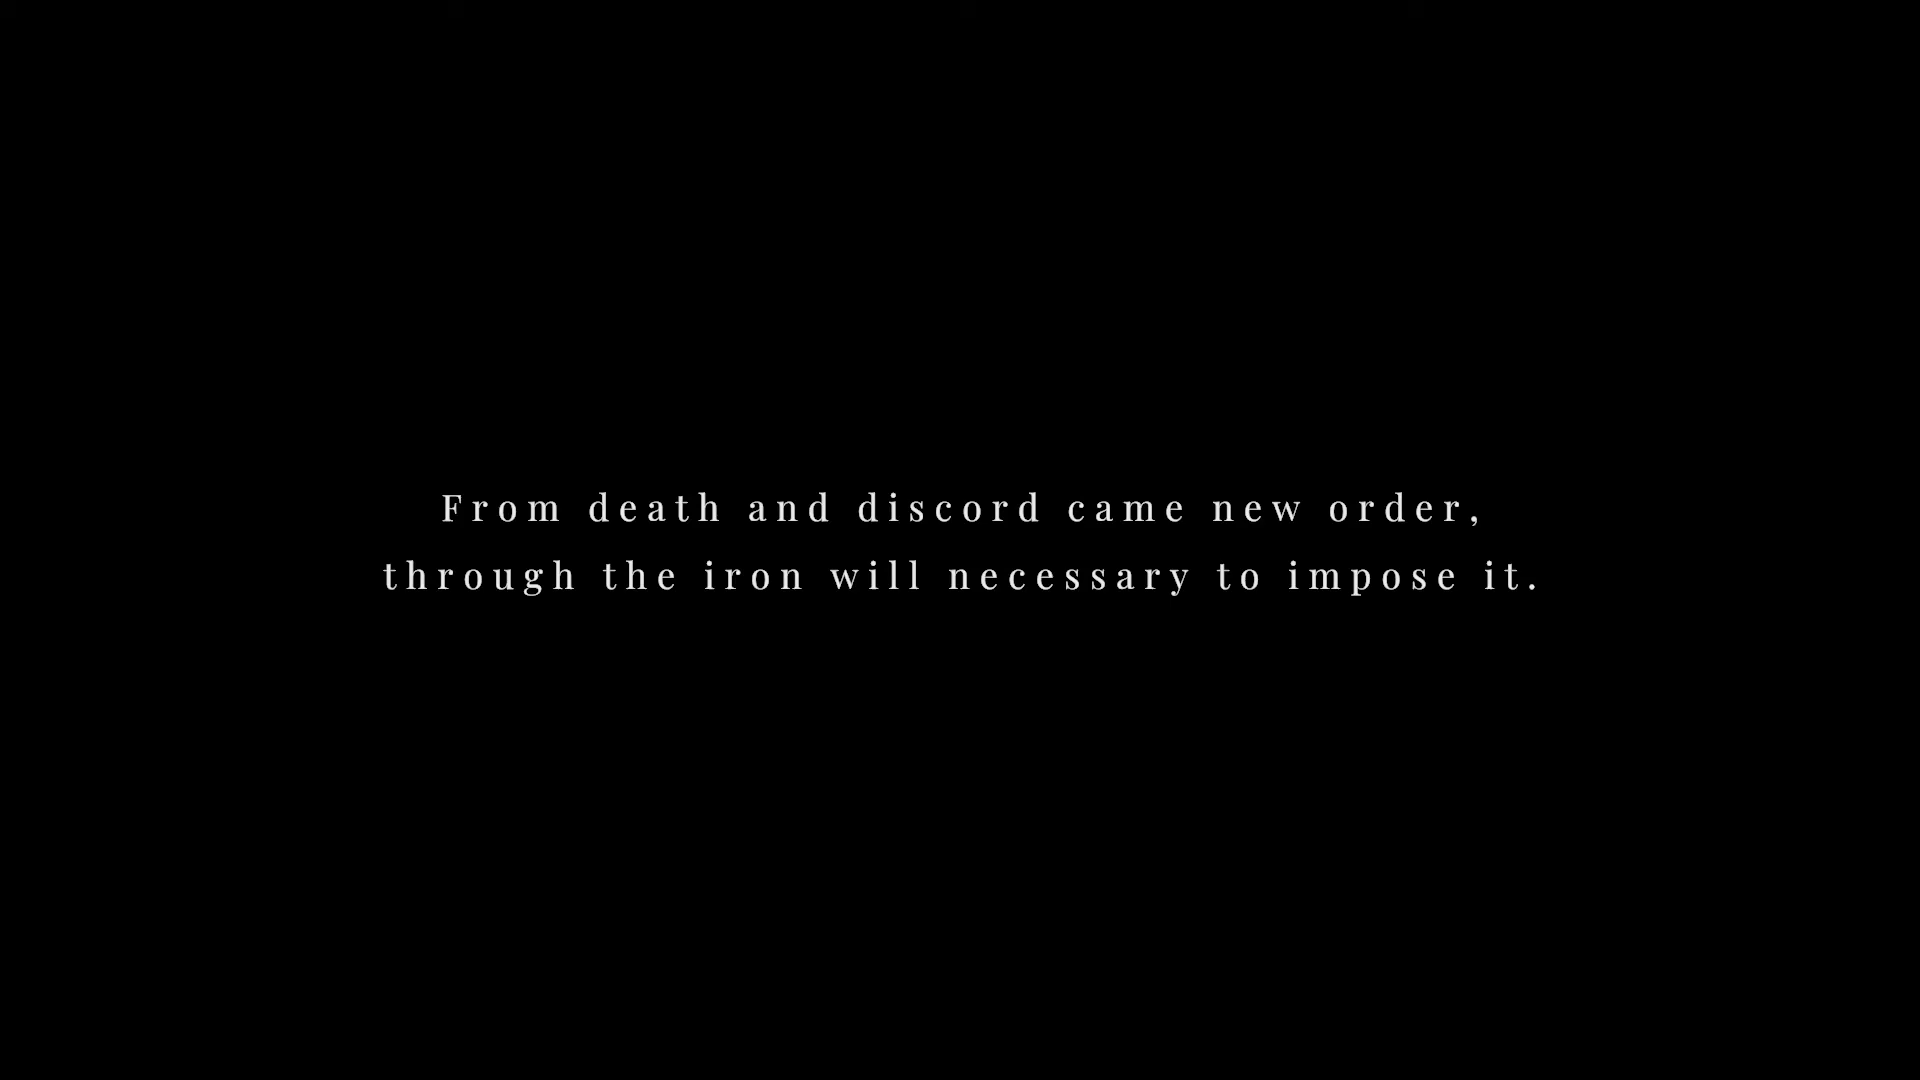 From death and discord came new order,
through the iron will necessary to impose it.